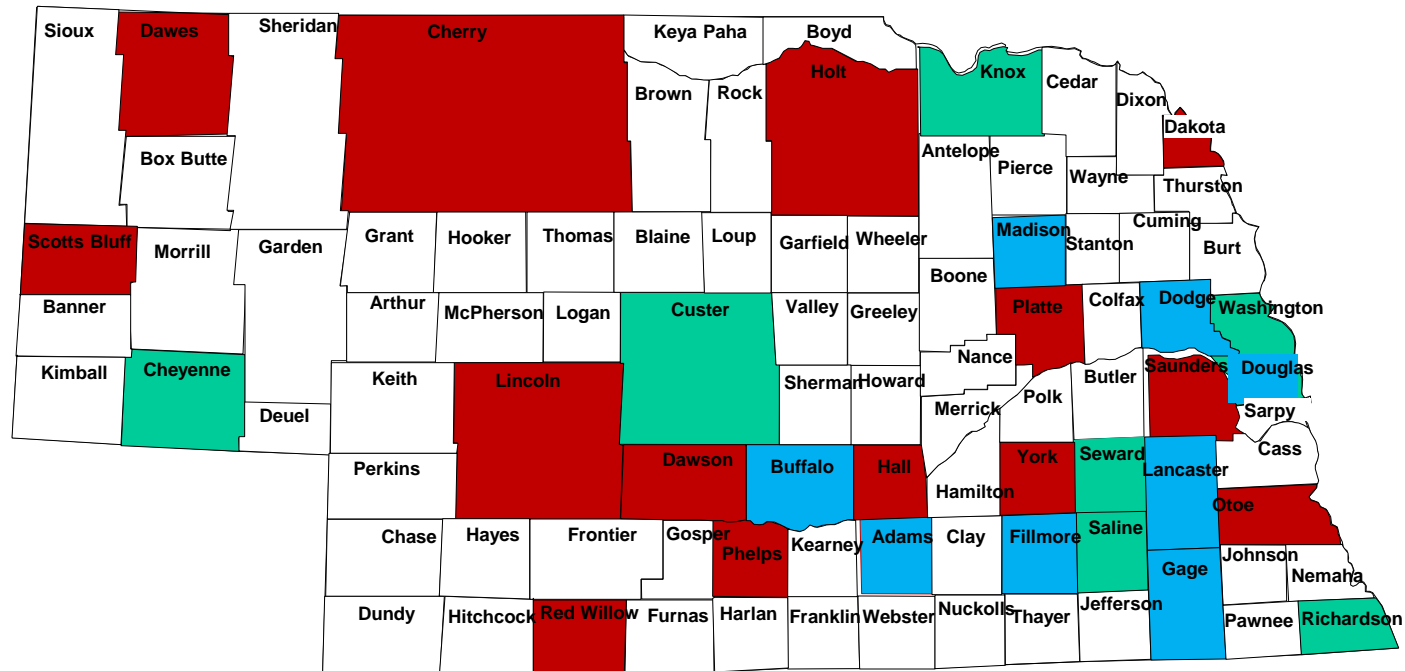 Sioux
Dawes
Sheridan
Cherry
Keya Paha
Boyd
Holt
Knox
Cedar
Dixon
Dakota
Brown
Rock
Box Butte
Antelope
Pierce
Wayne
Thurston
Scotts Bluff
Morrill
Garden
Grant
Hooker
Thomas
Blaine
Loup
Garfield
Wheeler
Madison
Stanton
Cuming
Burt
Boone
Banner
Arthur
McPherson
Logan
Custer
Valley
Greeley
Platte
Colfax
Dodge
Washington
Nance
Kimball
Cheyenne
Keith
Lincoln
Sherman
Howard
Butler
Saunders
Douglas
Deuel
Merrick
Polk
Sarpy
Perkins
Dawson
Buffalo
Hall
York
Seward
Lancaster
Cass
Hamilton
Otoe
Chase
Hayes
Frontier
Gosper
Phelps
Kearney
Adams
Clay
Fillmore
Saline
Gage
Johnson
Nemaha
Dundy
Hitchcock
Red Willow
Furnas
Harlan
Franklin
Webster
Nuckolls
Thayer
Jefferson
Pawnee
Richardson